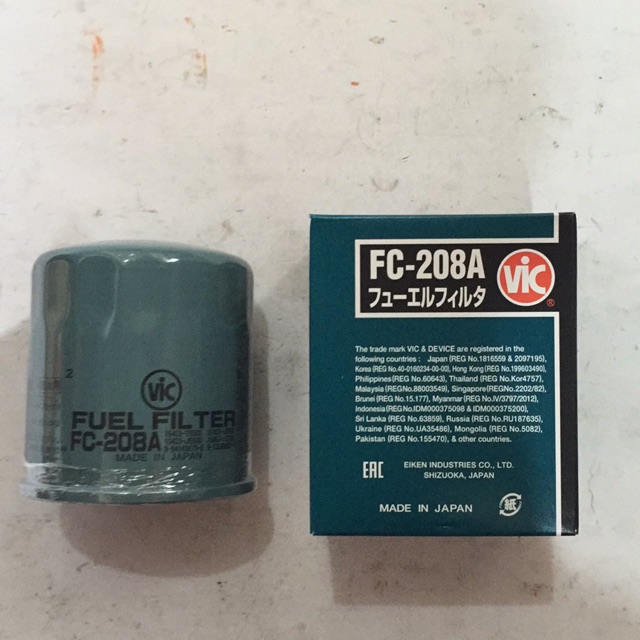 2
VIC
FUEL FILTER
FC-208A
MADE IN JAPAN
FC-208A
フューエルフィルタ
VIC
®
The trade mark VIC & DEVICE are registered in the
following countries : Japan (REG No.1816559 & 2097195),
Korea (REG No.40-0160234-00-00), Hong Kong (REG No.199603490),
Philippines (REG No.60643), Thailand (REG No.Kor4757),
Malaysia (REG No.88003549), Singapore (REG No.2202/82),
Brunei (REG No.15.177), Myanmar (REG No.IV/3797/2012),
Indonesia (REG No.IDM000375098 & IDM000375200),
Sri Lanka (REG No.63859), Russia (REG No.RU187635),
Ukraine (REG No.UA35486), Mongolia (REG No.5082),
Pakistan (REG No.155470), & other countries.
EAC
EIKEN INDUSTRIES CO., LTD.
SHIZUOKA, JAPAN
MADE IN JAPAN